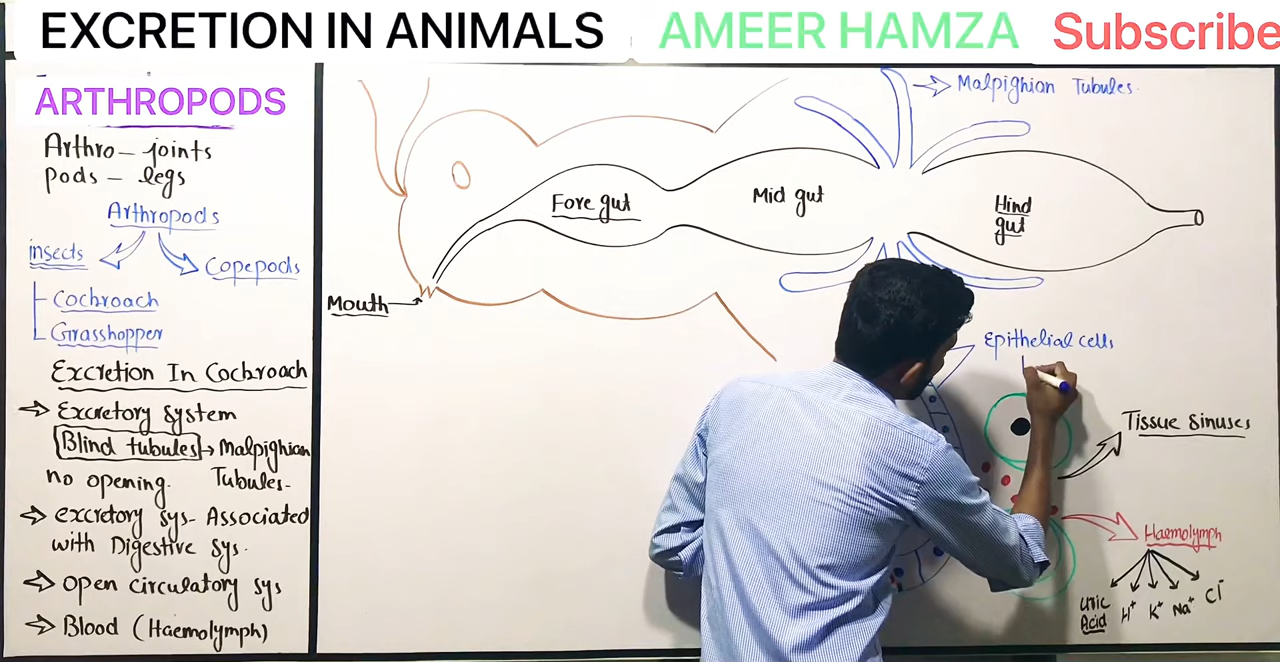 EXCRETION IN ANIMALS AMEER HAMZA Subscribe
ARTHROPODS
Arthro – joints
pods – legs
Arthropods
insects
Copepods
Cockroach
Grasshopper
Excretion In Cockroach
Excretory System
Blind tubules → Malpighian
no opening. Tubules-
excretory sys- Associated
with Digestive Sys.
open circulatory sys
Blood (Haemolymph)
Malpighian Tubules.
Fore gut
Mid gut
Hind
gut
Mouth
Epithelial cells
Tissue Sinuses
Haemolymph
Uric
Acid
H+ K+ Na+ Cl-